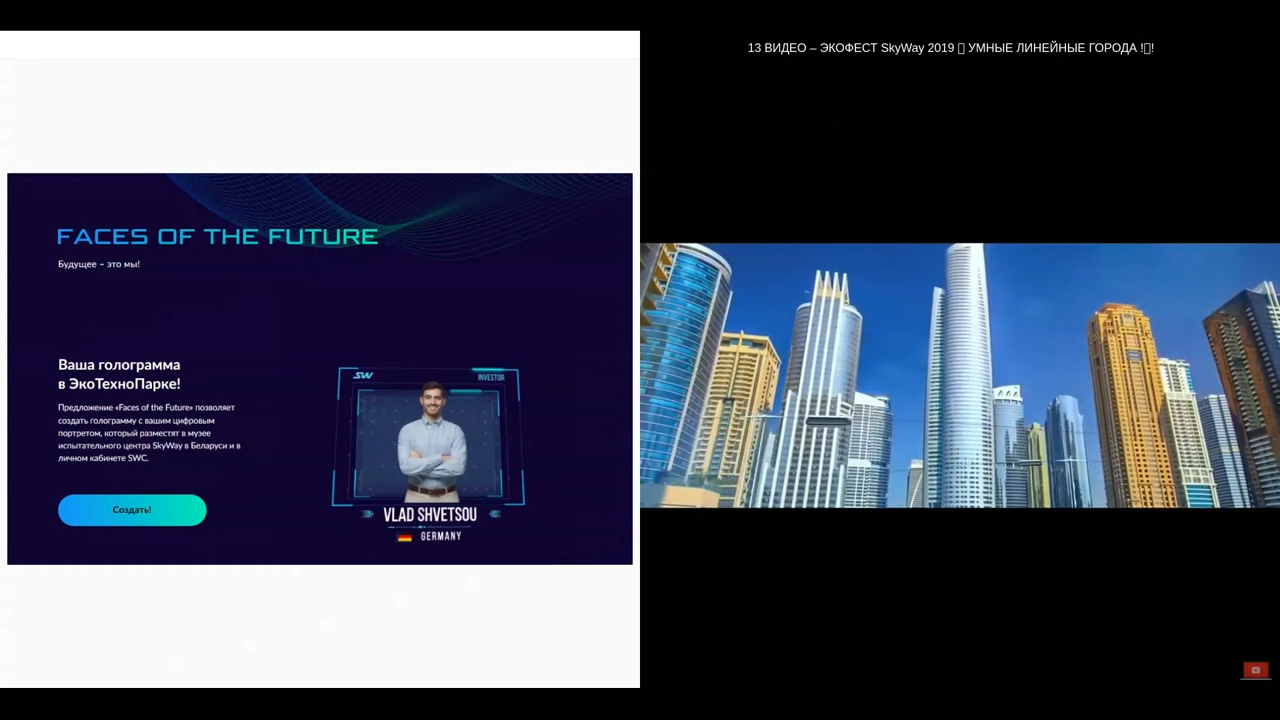 FACES OF THE FUTURE
Будущее – это мы!
Ваша голограмма
в ЭкоТехноПарке!
Предложение «Faces of the Future» позволяет
создать голограмму с вашим цифровым
портретом, который разместят в музее
испытательного центра SkyWay в Беларуси и в
личном кабинете SWC.
Создать!
SW
INVESTOR
VLAD SHVETSOU
GERMANY
13 ВИДЕО – ЭКОФЕСТ SkyWay 2019 УМНЫЕ ЛИНЕЙНЫЕ ГОРОДА !!